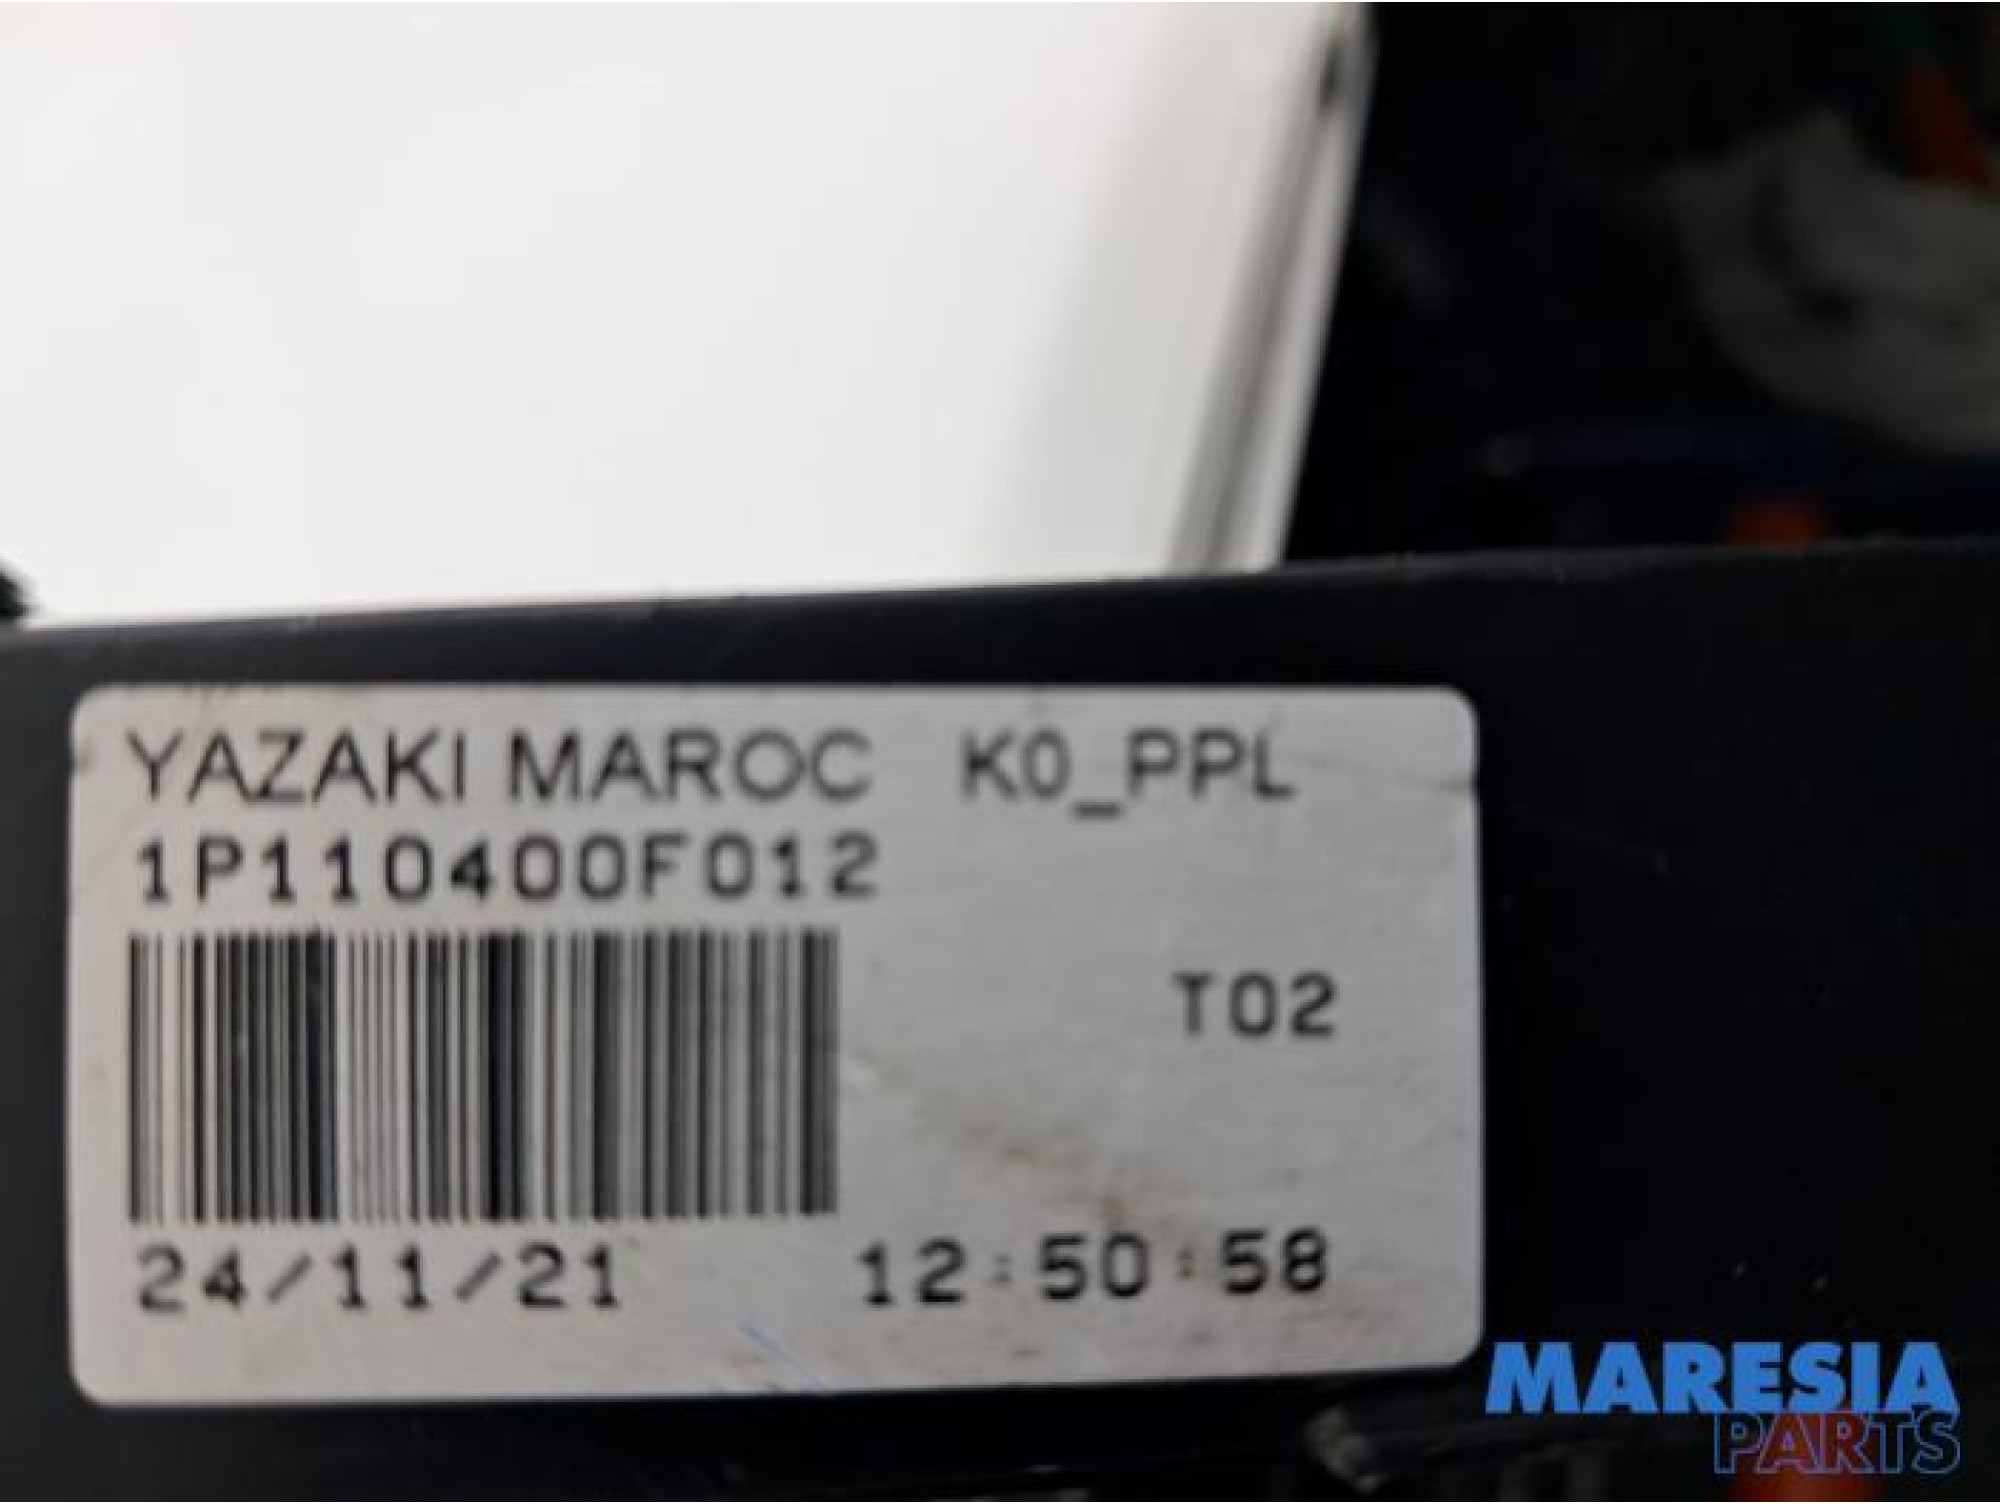 YAZAKI MAROC K0_PPL
1P110400F012
T02
24/11/21 12:50:58
MARESIA
PARTS